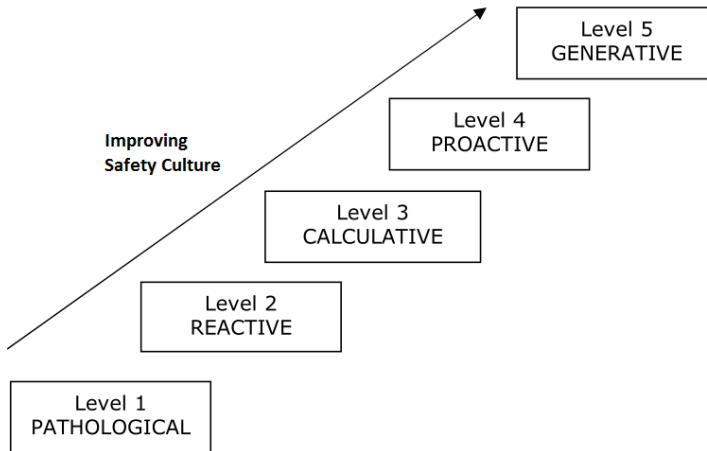 Level 5
GENERATIVE
Level 4
PROACTIVE
Improving
Safety Culture
Level 3
CALCULATIVE
Level 2
REACTIVE
Level 1
PATHOLOGICAL